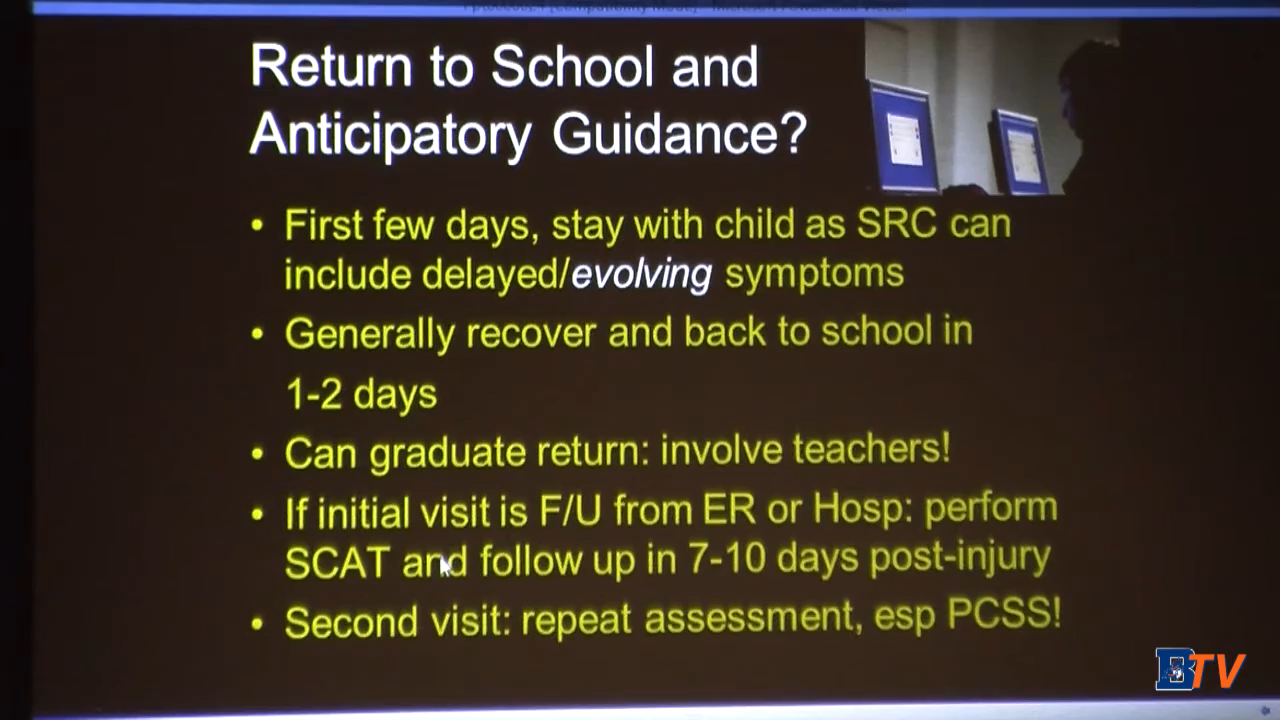 Return to School and
Anticipatory Guidance?
• First few days, stay with child as SRC can
include delayed/evolving symptoms
• Generally recover and back to school in
1-2 days
• Can graduate return: involve teachers!
• If initial visit is F/U from ER or Hosp: perform
SCAT and follow up in 7-10 days post-injury
• Second visit: repeat assessment, esp PCSS!
BTV